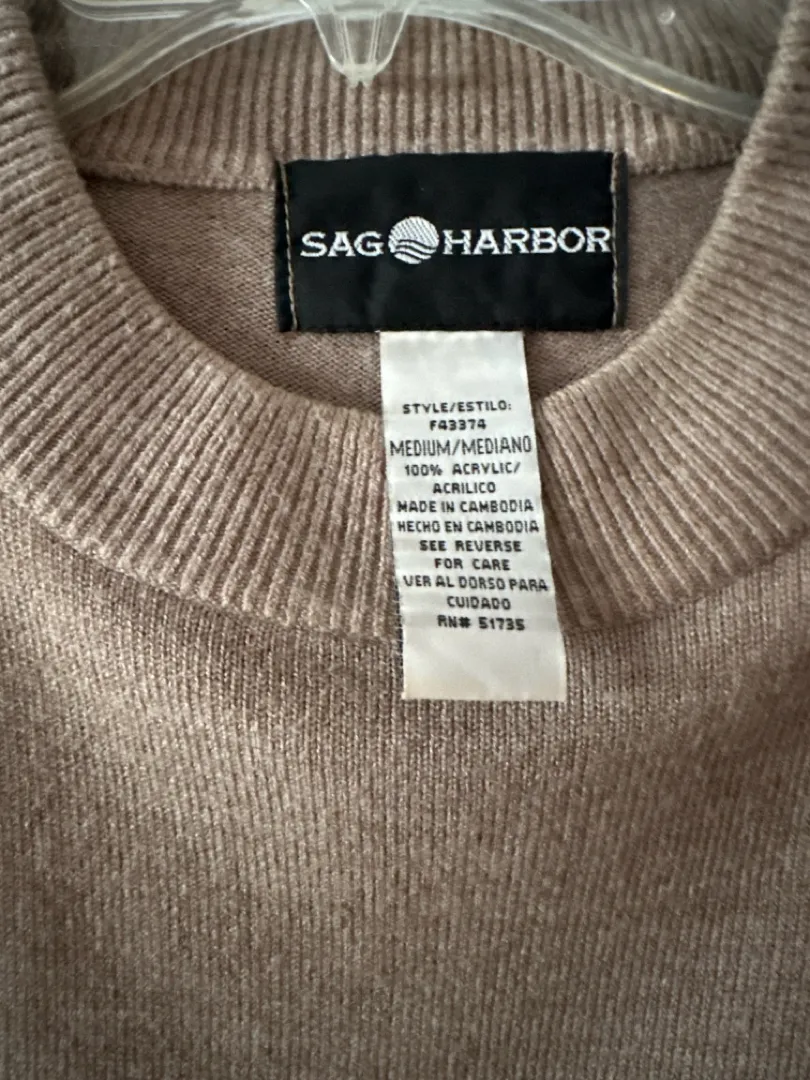 SAG HARBOR
STYLE/ESTILO:
F43374
MEDIUM/MEDIANO
100% ACRYLIC/
ACRILICO
MADE IN CAMBODIA
HECHO EN CAMBODIA
SEE REVERSE
FOR CARE
VER AL DORSO PARA
CUIDADO
RN# 51735